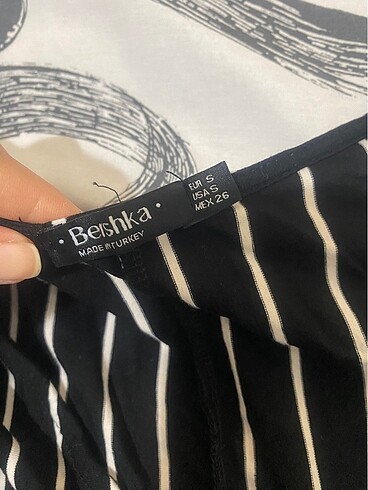 · Bershka ·
MADE IN TURKEY
EUR S
USA S
MEX 26